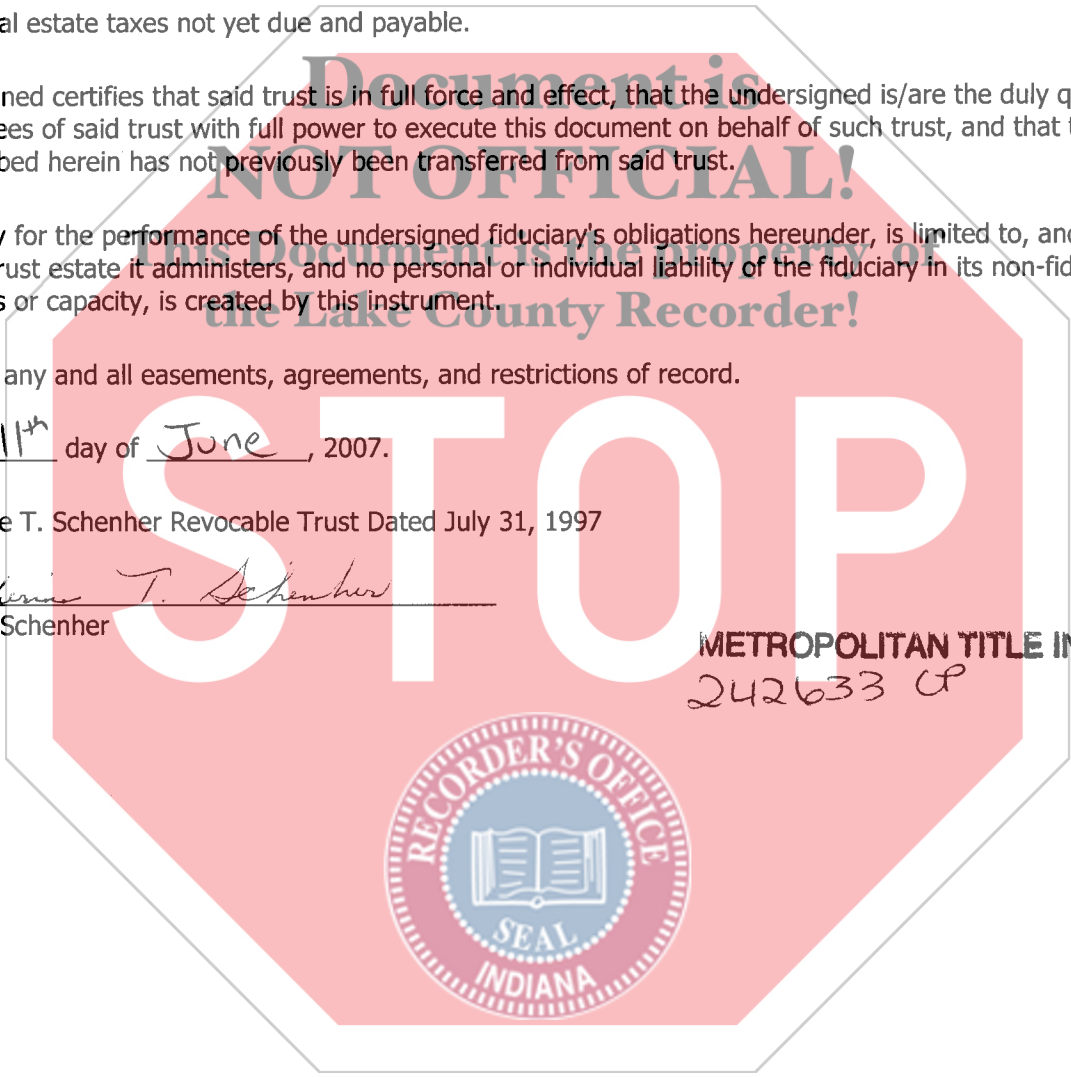 al estate taxes not yet due and payable.
Document is
ned certifies that said trust is in full force and effect, that the undersigned is/are the duly q
ees of said trust with full power to execute this document on behalf of such trust, and that t
bed herein has not previously been transferred from said trust.
NOT OFFICIAL!
y for the performance of the undersigned fiduciary's obligations hereunder, is limited to, and
This Document is the property of
rust estate it administers, and no personal or individual liability of the fiduciary in its non-fid
s or capacity, is created by this instrument.
the Lake County Recorder!
any and all easements, agreements, and restrictions of record.
11th day of June, 2007.
STOP
e T. Schenher Revocable Trust Dated July 31, 1997
T. Schenher
Schenher
METROPOLITAN TITLE IN
242633 CP
RECORDER'S OFFICE
SEAL
INDIANA